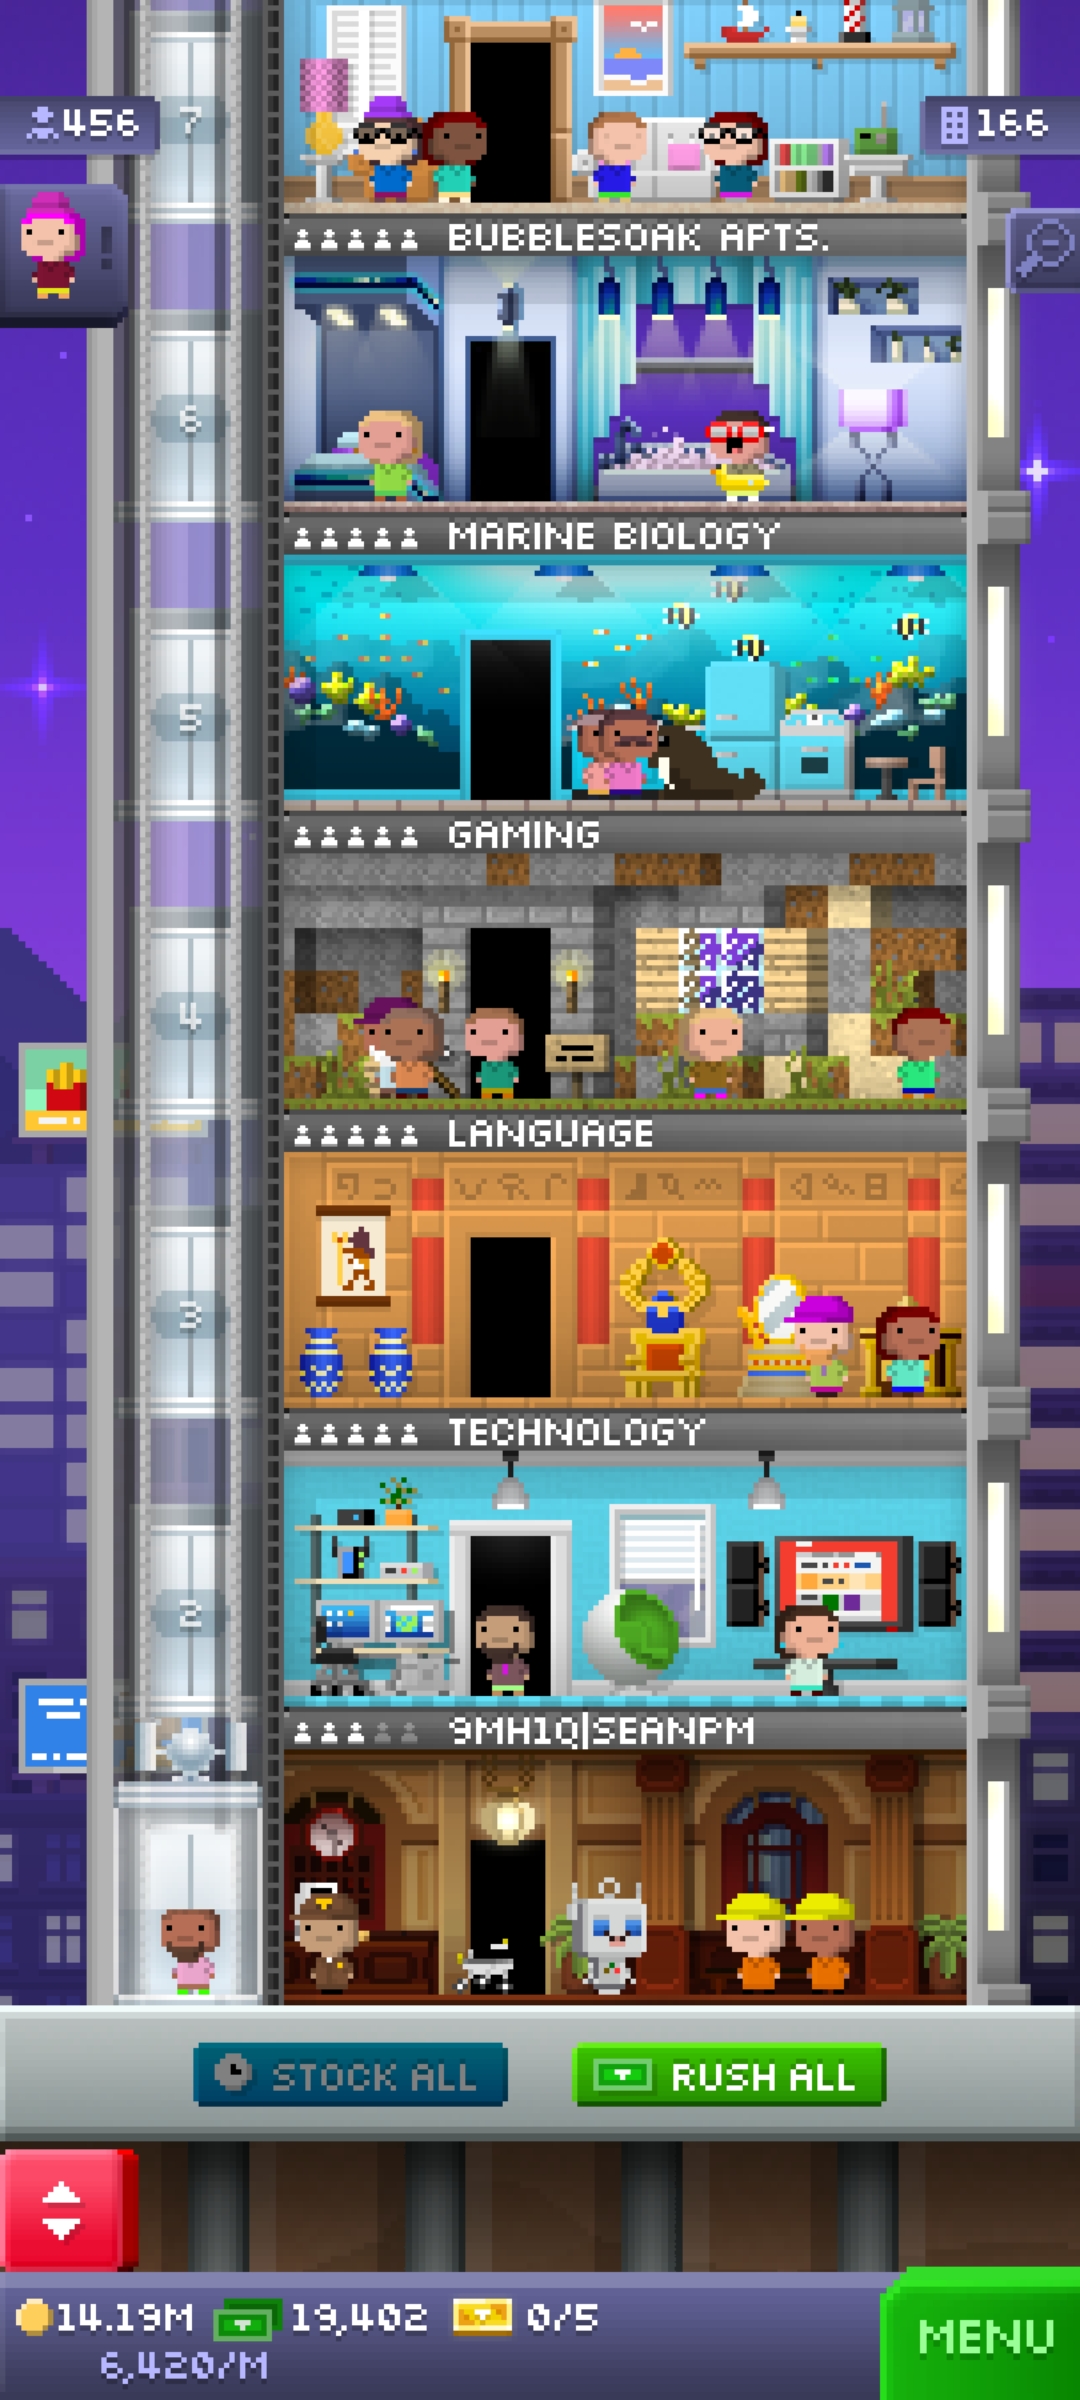 456
7
166
BUBBLESOAK APTS.
6
MARINE BIOLOGY
5
GAMING
4
LANGUAGE
3
TECHNOLOGY
2
9MH1Q|SEANPM
STOCK ALL
RUSH ALL
14.19M
19,402
0/5
6,420/M
MENU